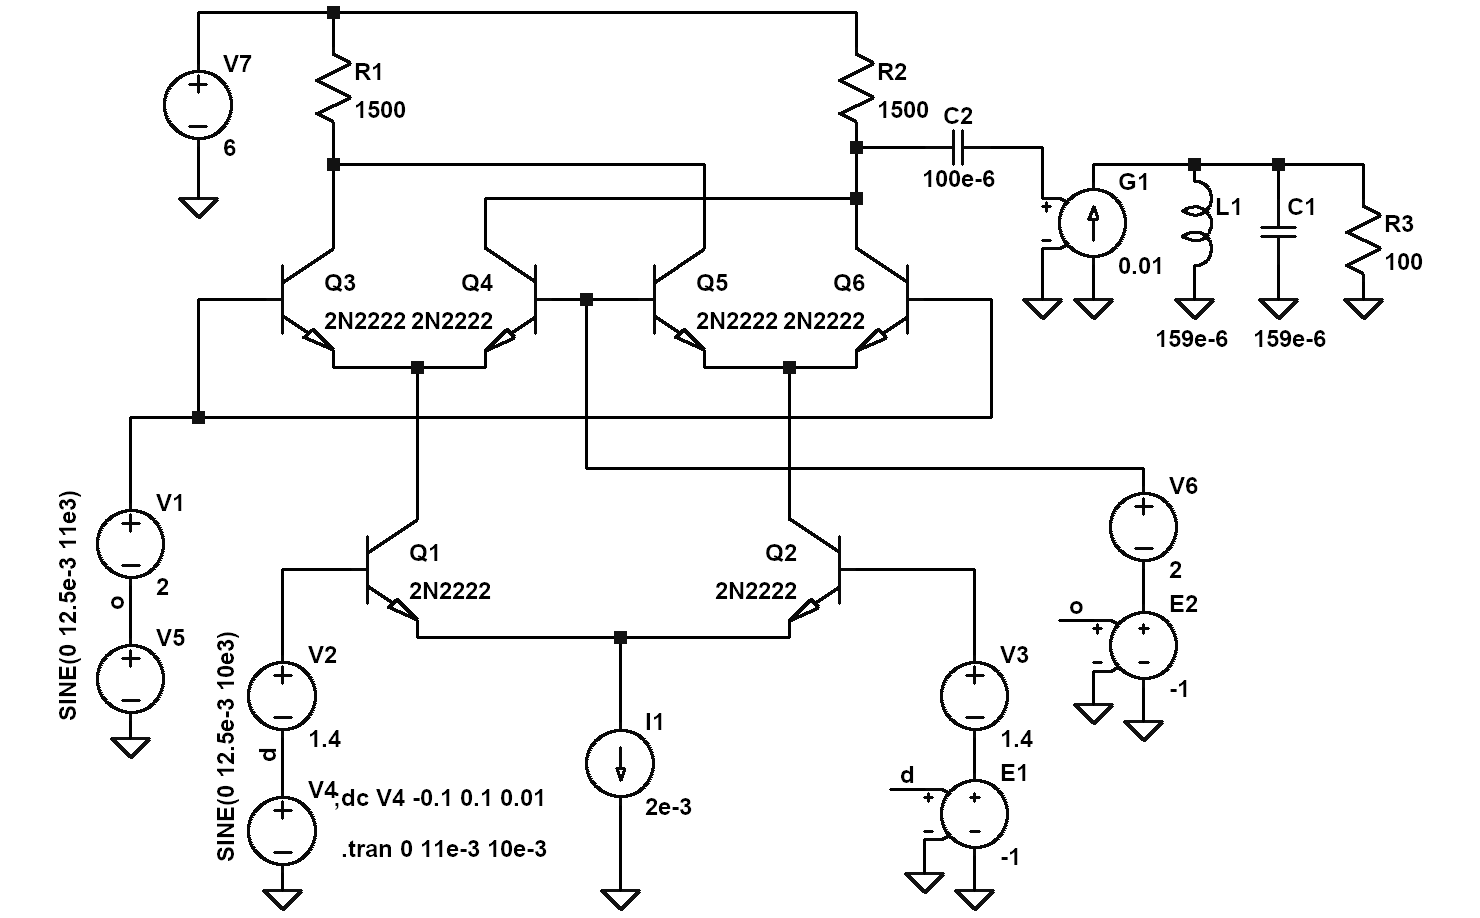 V7
6
R1
1500
R2
1500
C2
100e-6
G1
0.01
L1
159e-6
C1
159e-6
R3
100
Q3
2N2222
Q4
2N2222
Q5
2N2222
Q6
2N2222
V1
2
o
V5
SINE(0 12.5e-3 11e3)
Q1
2N2222
Q2
2N2222
V6
2
o
E2
-1
V2
1.4
d
V4
SINE(0 12.5e-3 10e3)
;dc V4 -0.1 0.1 0.01
.tran 0 11e-3 10e-3
I1
2e-3
V3
1.4
d
E1
-1